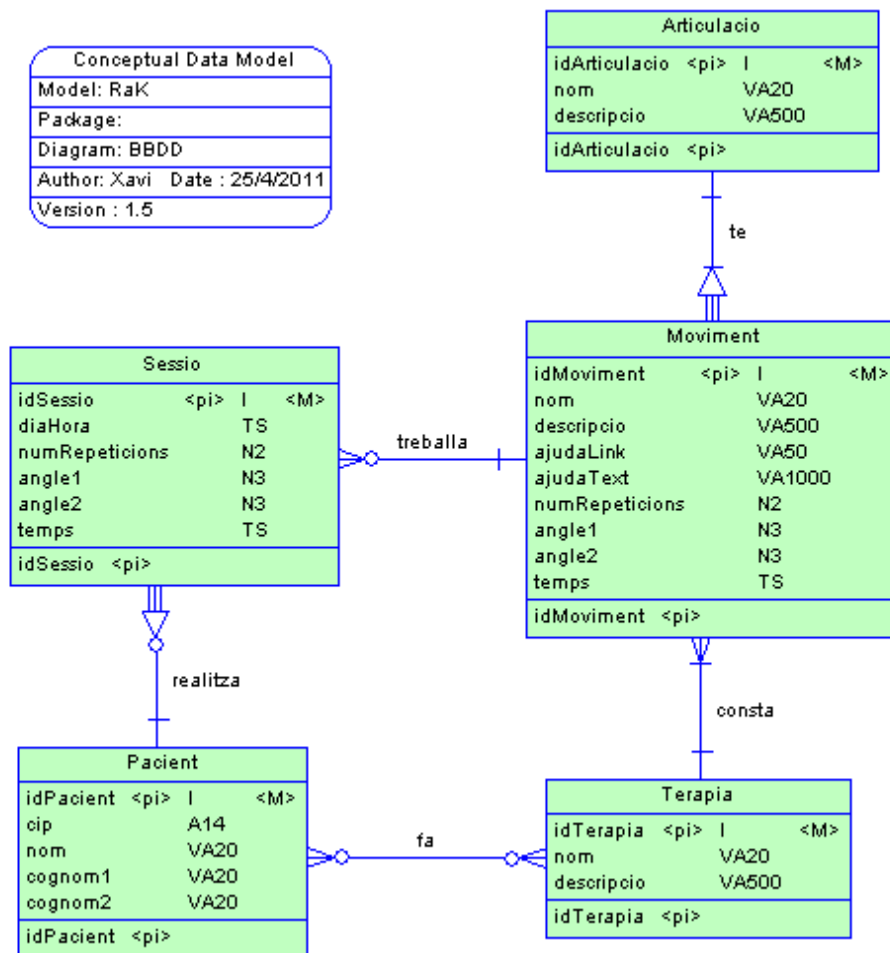 Conceptual Data Model
Model: RaK
Package:
Diagram: BBDD
Author: Xavi Date : 25/4/2011
Version : 1.5
Articulacio
idArticulacio <pi> I <M>
nom VA20
descripcio VA500
idArticulacio <pi>
te
Moviment
idMoviment <pi> I <M>
nom VA20
descripcio VA500
ajudaLink VA50
ajudaText VA1000
numRepeticions N2
angle1 N3
angle2 N3
temps TS
idMoviment <pi>
Sessio
idSessio <pi> I <M>
diaHora TS
numRepeticions N2
angle1 N3
angle2 N3
temps TS
idSessio <pi>
treballa
realitza
consta
Pacient
idPacient <pi> I <M>
cip A14
nom VA20
cognom1 VA20
cognom2 VA20
idPacient <pi>
fa
Terapia
idTerapia <pi> I <M>
nom VA20
descripcio VA500
idTerapia <pi>